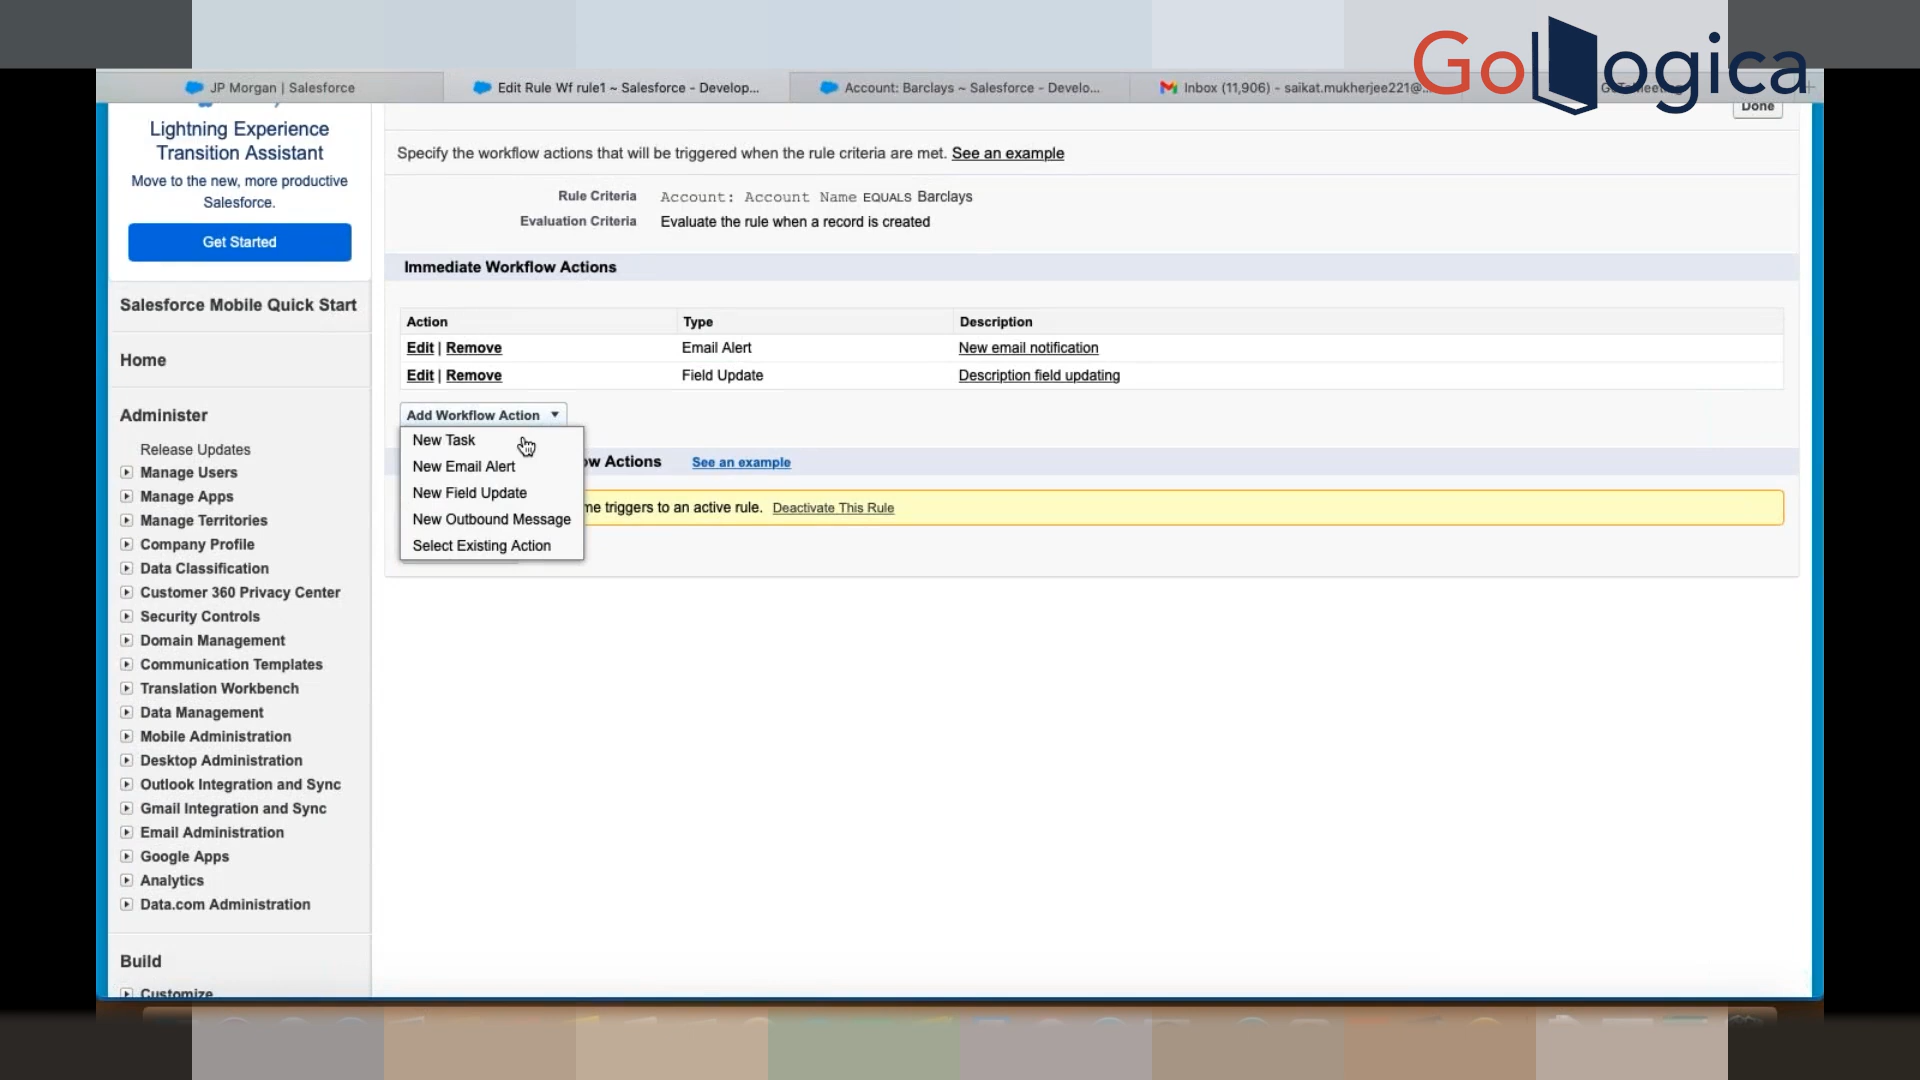 GoLogica
JP Morgan | Salesforce
Edit Rule Wf rule1 ~ Salesforce - Develop...
Account: Barclays ~ Salesforce - Develo...
Inbox (11,906) - saikat.mukherjee221@...
Done
Lightning Experience
Transition Assistant
Move to the new, more productive
Salesforce.
Get Started
Salesforce Mobile Quick Start
Home
Administer
Release Updates
Manage Users
Manage Apps
Manage Territories
Company Profile
Data Classification
Customer 360 Privacy Center
Security Controls
Domain Management
Communication Templates
Translation Workbench
Data Management
Mobile Administration
Desktop Administration
Outlook Integration and Sync
Gmail Integration and Sync
Email Administration
Google Apps
Analytics
Data.com Administration
Build
Customize
Specify the workflow actions that will be triggered when the rule criteria are met. See an example
Rule Criteria Account: Account Name EQUALS Barclays
Evaluation Criteria Evaluate the rule when a record is created
Immediate Workflow Actions
Action Type Description
Edit | Remove Email Alert New email notification
Edit | Remove Field Update Description field updating
Add Workflow Action
New Task
New Email Alert
New Field Update
New Outbound Message
Select Existing Action
Actions See an example
triggers to an active rule. Deactivate This Rule